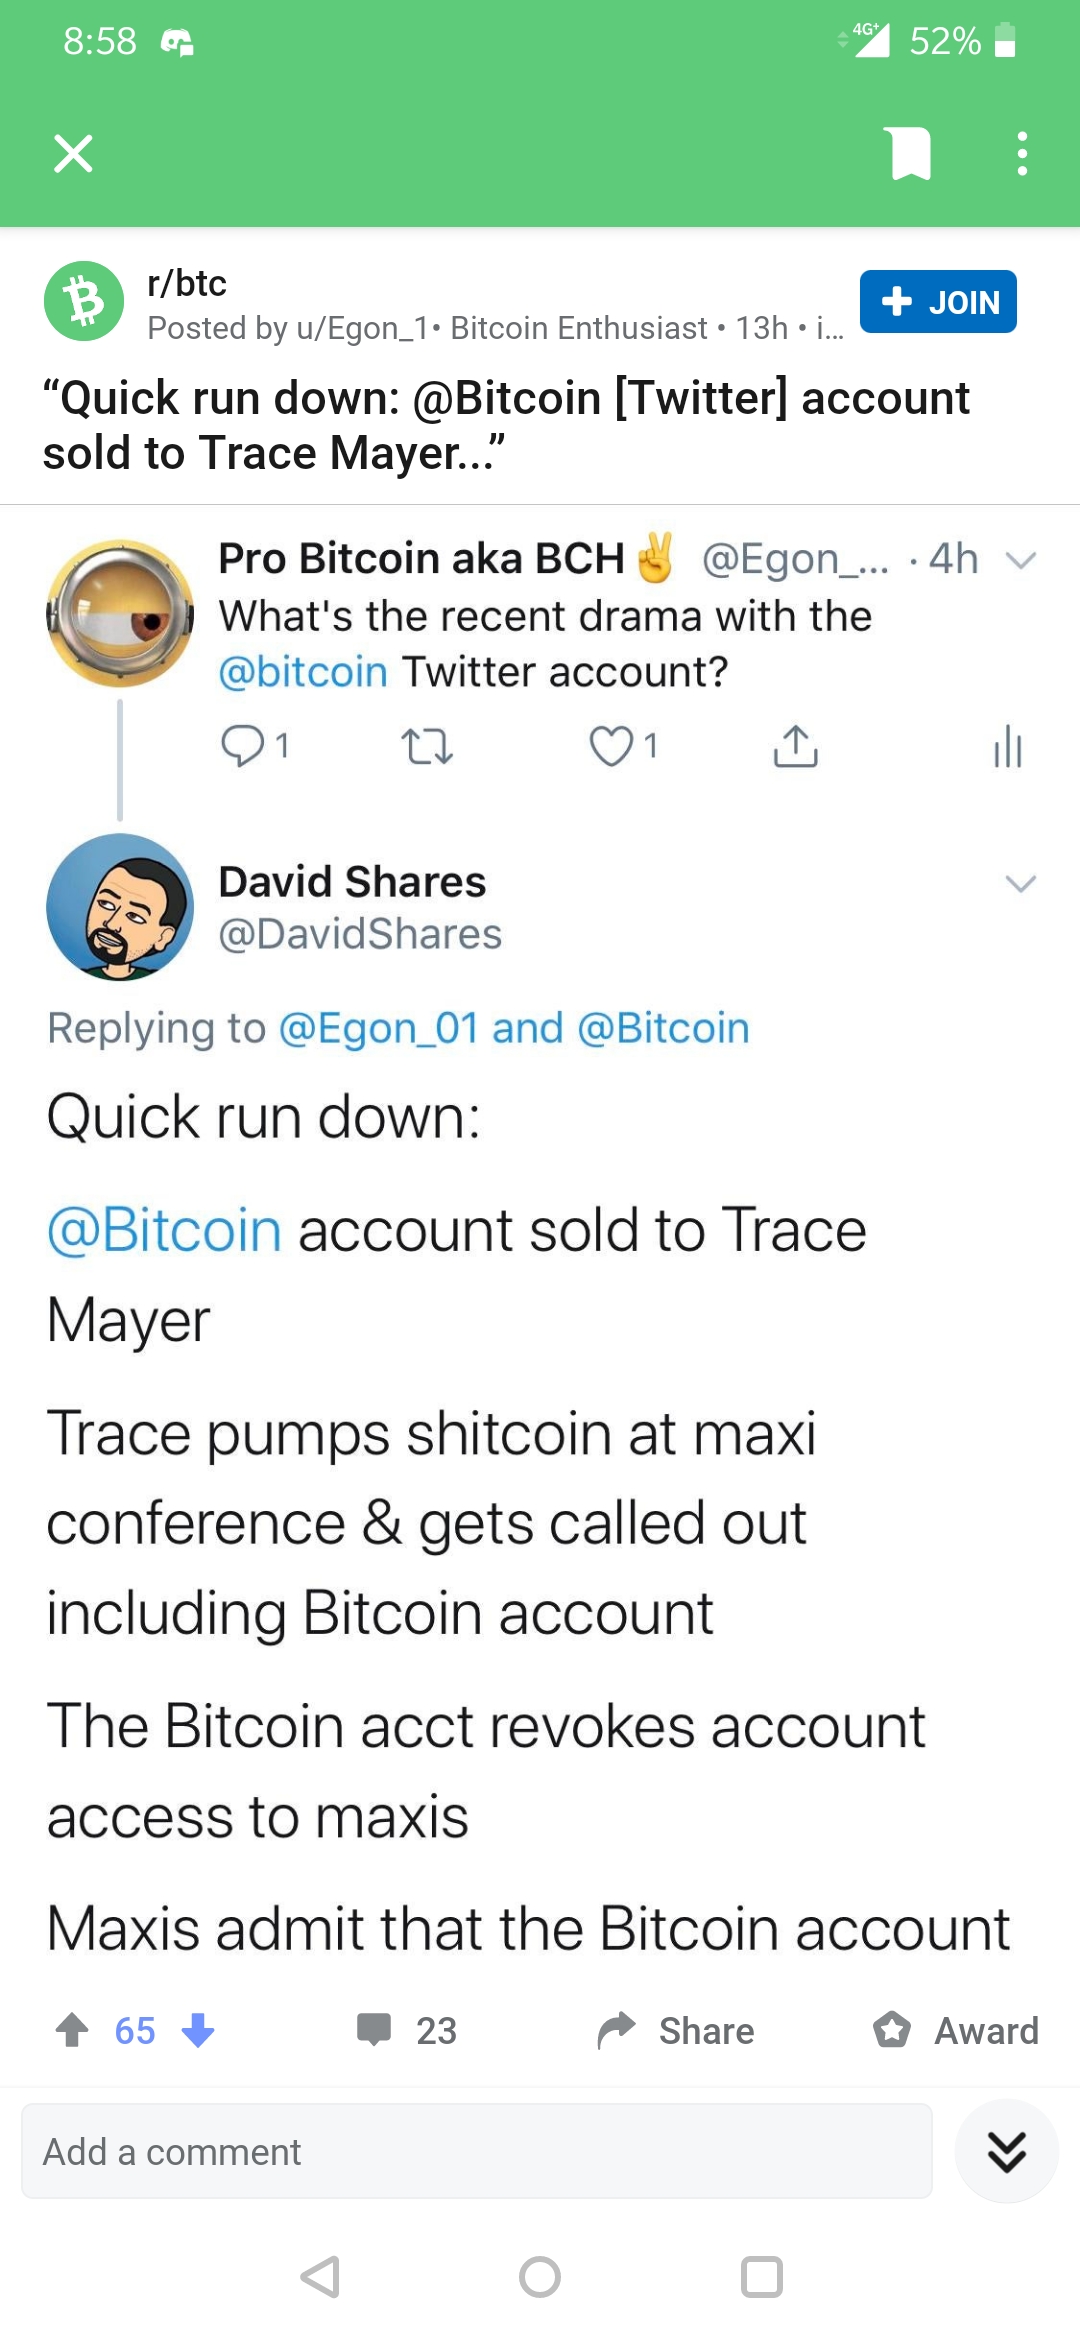 8:58
4G+ 52%
r/btc
Posted by u/Egon_1• Bitcoin Enthusiast • 13h • i...
JOIN
“Quick run down: @Bitcoin [Twitter] account
sold to Trace Mayer...”
Pro Bitcoin aka BCH✌ @Egon_... · 4h
What's the recent drama with the
@bitcoin Twitter account?
1 1
David Shares
@DavidShares
Replying to @Egon_01 and @Bitcoin
Quick run down:
@Bitcoin account sold to Trace
Mayer
Trace pumps shitcoin at maxi
conference & gets called out
including Bitcoin account
The Bitcoin acct revokes account
access to maxis
Maxis admit that the Bitcoin account
65 23 Share Award
Add a comment